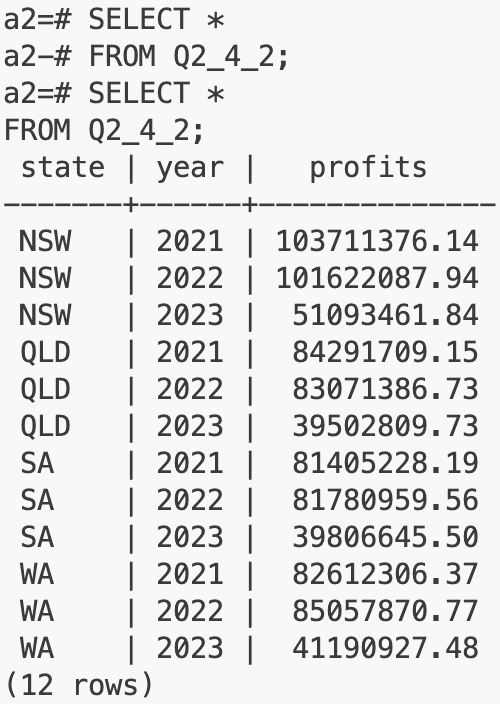 a2=# SELECT *
a2-# FROM Q2_4_2;
a2=# SELECT *
FROM Q2_4_2;
 state | year |   profits
-------+------+--------------
 NSW   | 2021 | 103711376.14
 NSW   | 2022 | 101622087.94
 NSW   | 2023 |  51093461.84
 QLD   | 2021 |  84291709.15
 QLD   | 2022 |  83071386.73
 QLD   | 2023 |  39502809.73
 SA    | 2021 |  81405228.19
 SA    | 2022 |  81780959.56
 SA    | 2023 |  39806645.50
 WA    | 2021 |  82612306.37
 WA    | 2022 |  85057870.77
 WA    | 2023 |  41190927.48
(12 rows)